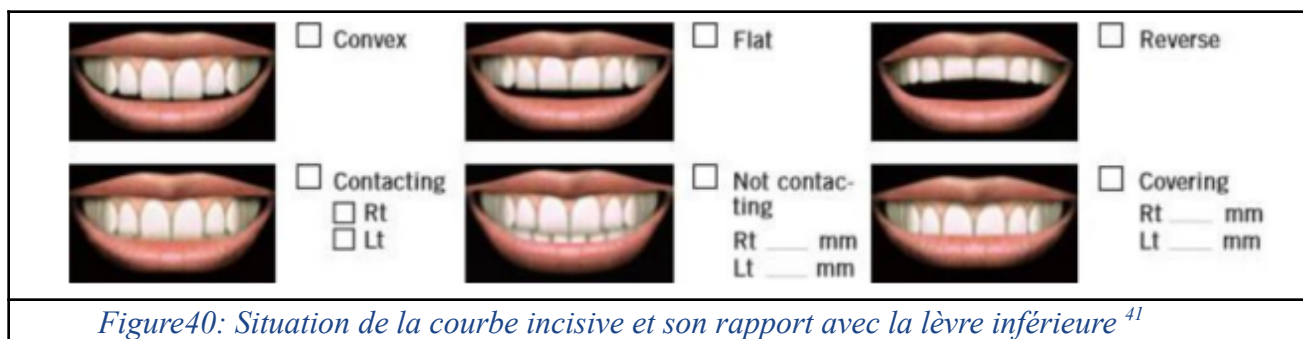 ☐ Convex
☐ Flat
☐ Reverse
☐ Contacting
☐ Rt
☐ Lt
☐ Not contac-
ting
Rt ___ mm
Lt ___ mm
☐ Covering
Rt ___ mm
Lt ___ mm
Figure40: Situation de la courbe incisive et son rapport avec la lèvre inférieure 41